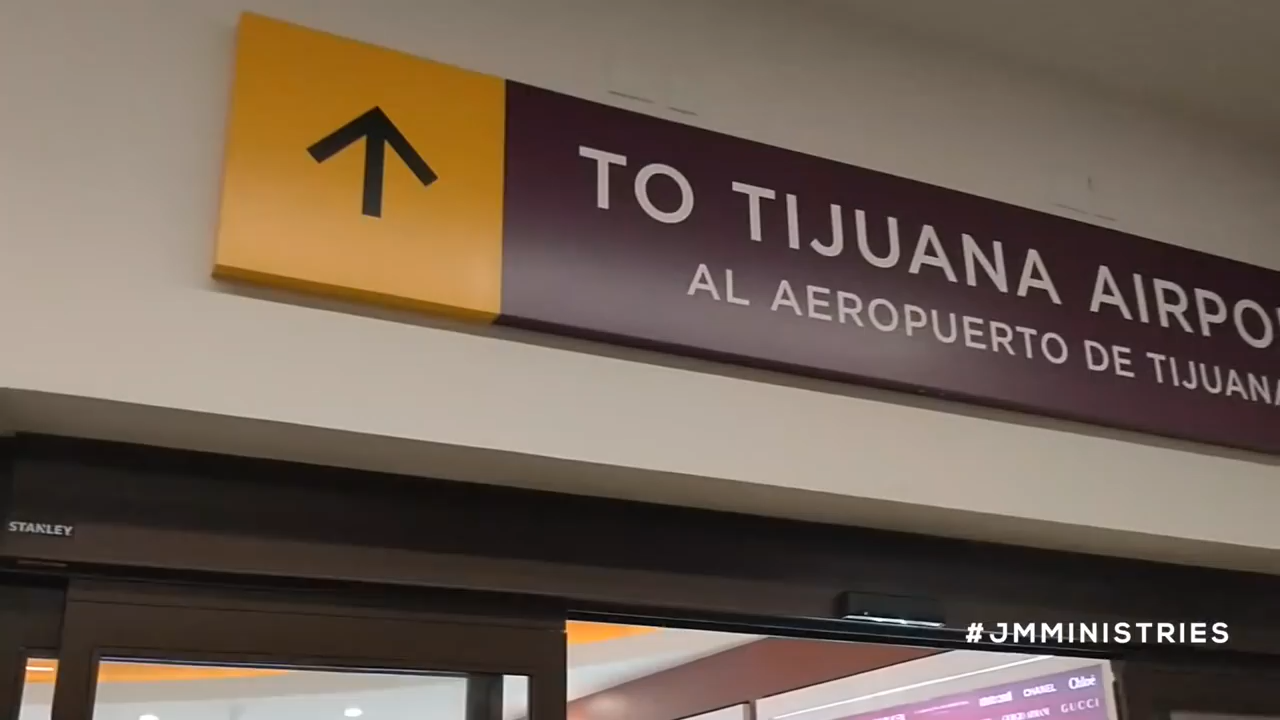 TO TIJUANA AIRPO
AL AEROPUERTO DE TIJUANA
STANLEY
#JMMINISTRIES
CHANEL Chloé
GUCCI